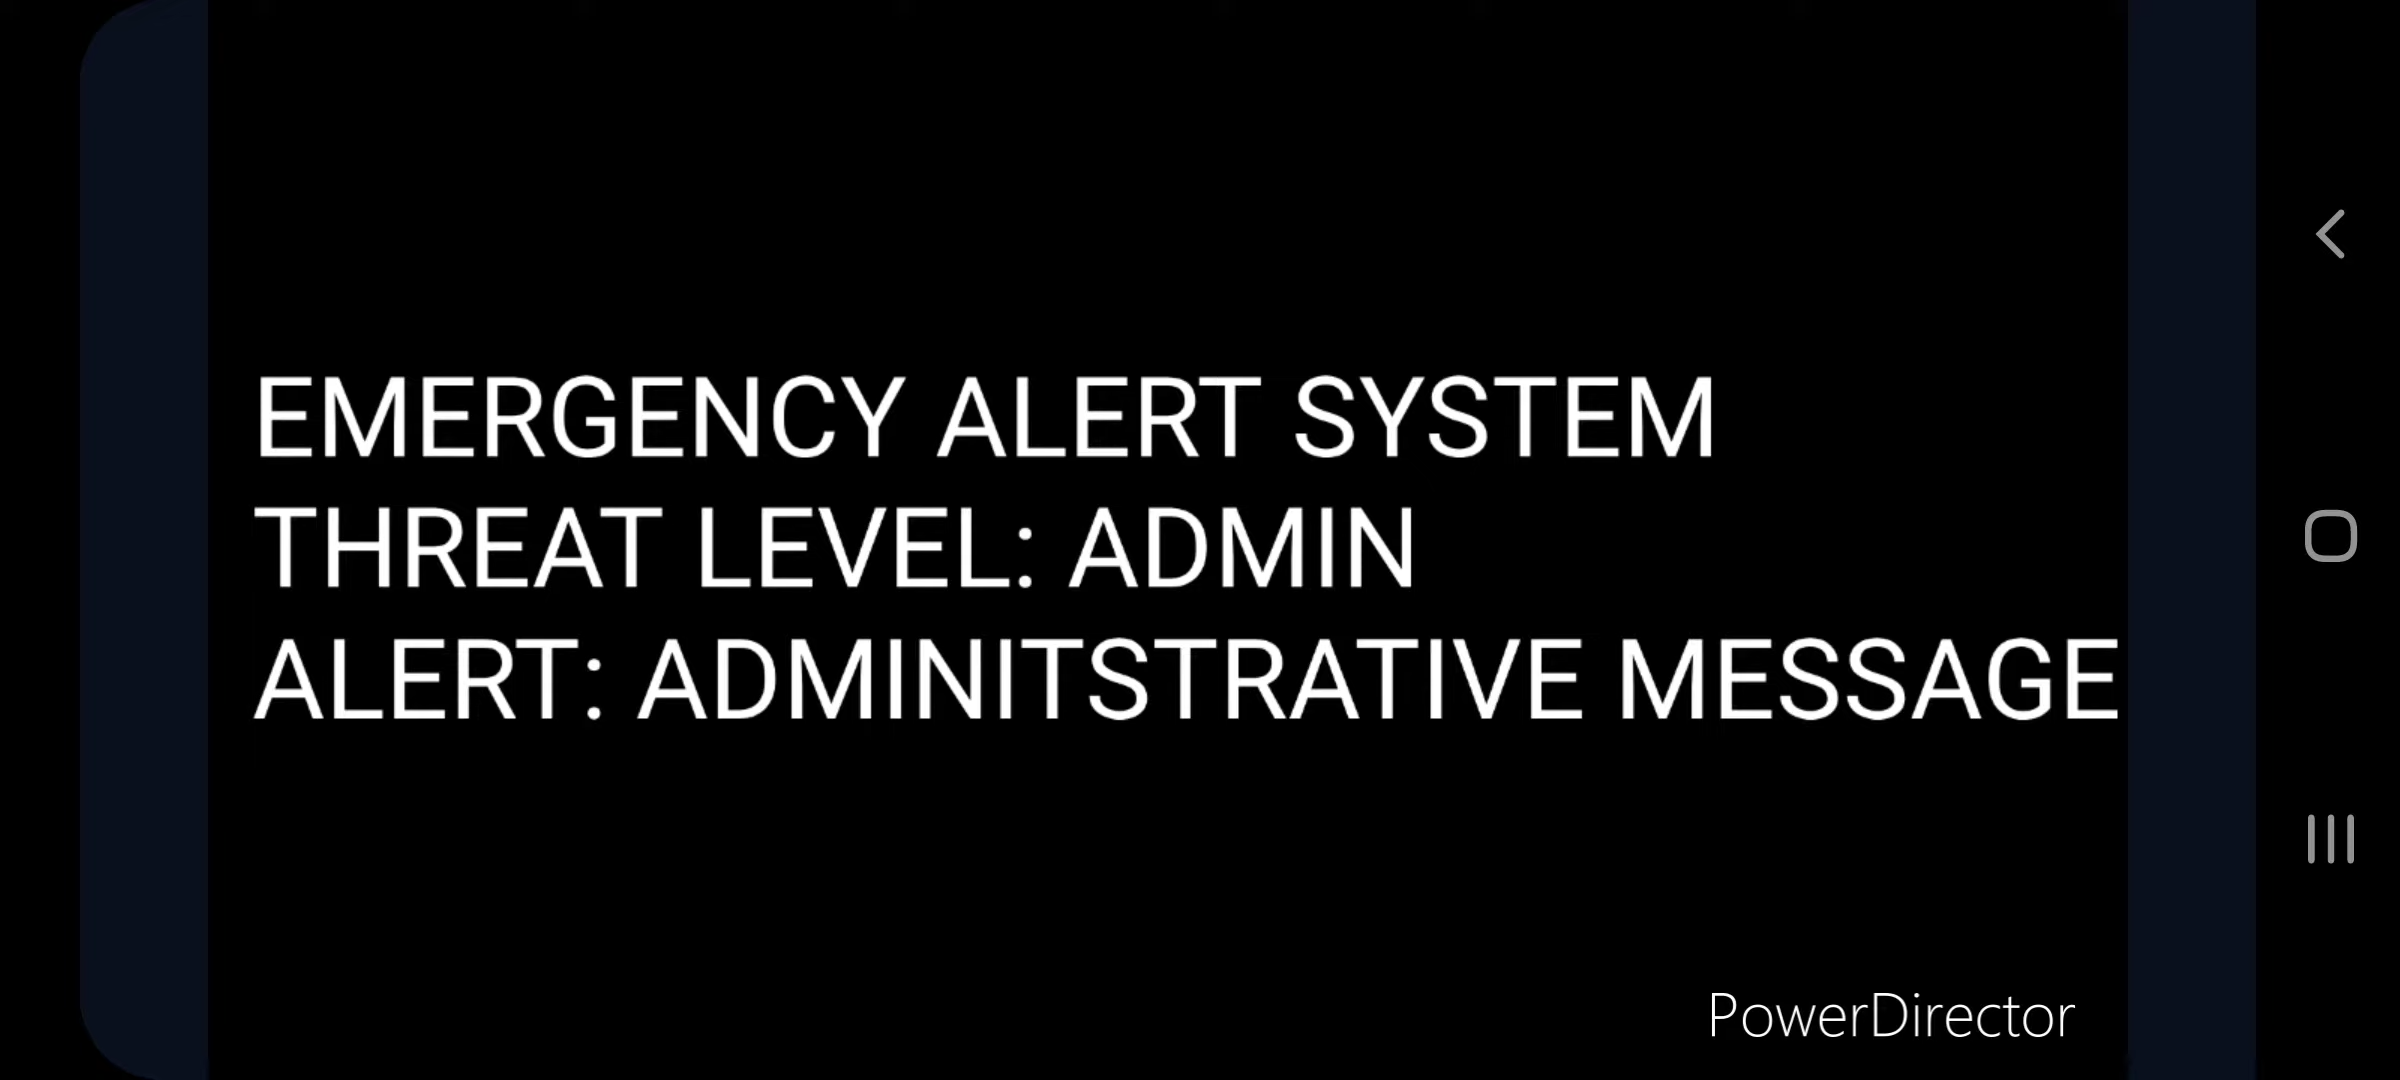 EMERGENCY ALERT SYSTEM
THREAT LEVEL: ADMIN
ALERT: ADMINITSTRATIVE MESSAGE
PowerDirector